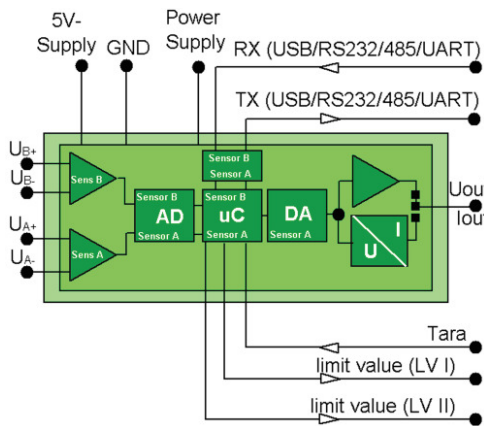 5V-
Supply
GND
Power
Supply
RX (USB/RS232/485/UART)
TX (USB/RS232/485/UART)
UB+
UB-
UA+
UA-
Sens B
Sens A
Sensor B
AD
Sensor A
Sensor B
Sensor A
Sensor B
uC
Sensor A
DA
Sensor A
I
U
Uout
Iout
Tara
limit value (LV I)
limit value (LV II)